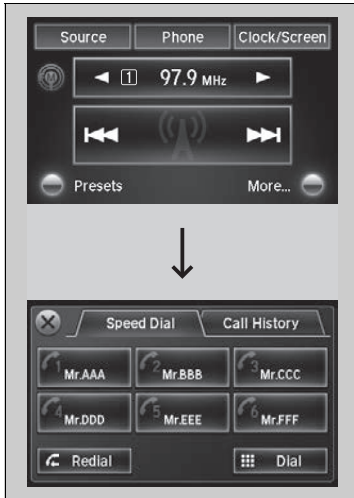 Source Phone Clock/Screen
1 97.9 MHz
Presets More...
Speed Dial Call History
1 Mr.AAA 2 Mr.BBB 3 Mr.CCC
4 Mr.DDD 5 Mr.EEE 6 Mr.FFF
Redial Dial